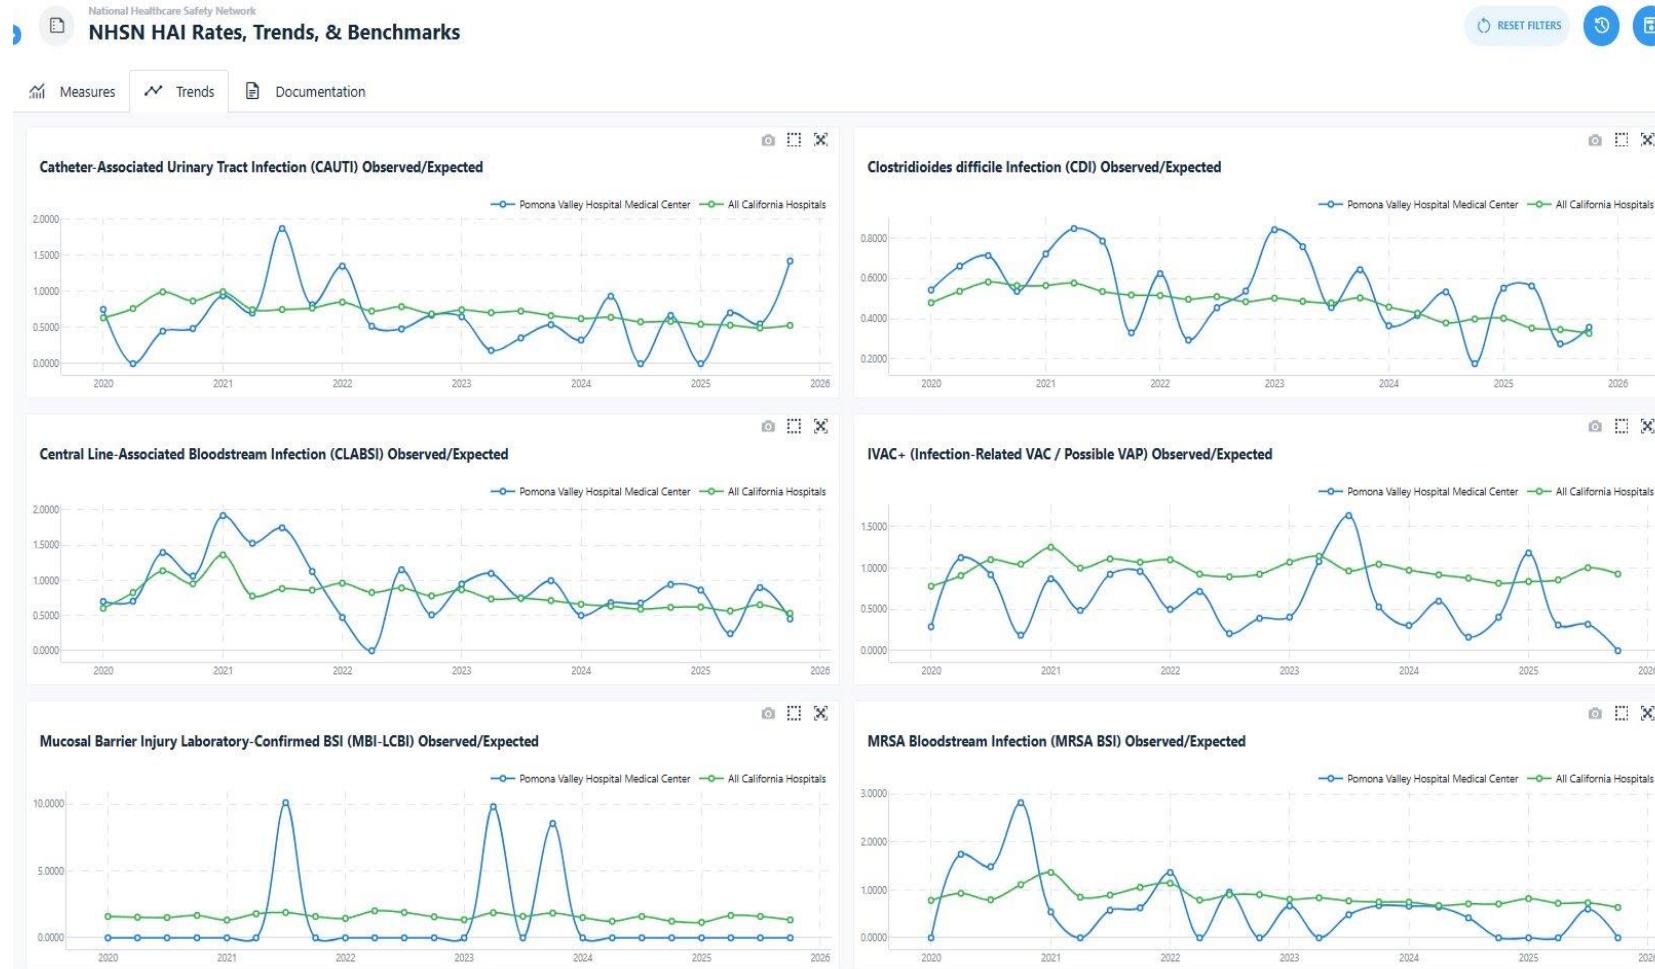 National Healthcare Safety Network
NHSN HAI Rates, Trends, & Benchmarks
RESET FILTERS
Measures
Trends
Documentation
Catheter-Associated Urinary Tract Infection (CAUTI) Observed/Expected
Pomona Valley Hospital Medical Center
All California Hospitals
2.0000
1.5000
1.0000
0.5000
0.0000
2020 2021 2022 2023 2024 2025 2026
Clostridioides difficile Infection (CDI) Observed/Expected
Pomona Valley Hospital Medical Center
All California Hospitals
0.8000
0.6000
0.4000
0.2000
2020 2021 2022 2023 2024 2025 2026
Central Line-Associated Bloodstream Infection (CLABSI) Observed/Expected
Pomona Valley Hospital Medical Center
All California Hospitals
2.0000
1.5000
1.0000
0.5000
0.0000
2020 2021 2022 2023 2024 2025 2026
IVAC+ (Infection-Related VAC / Possible VAP) Observed/Expected
Pomona Valley Hospital Medical Center
All California Hospitals
1.5000
1.0000
0.5000
0.0000
2020 2021 2022 2023 2024 2025
Mucosal Barrier Injury Laboratory-Confirmed BSI (MBI-LCBI) Observed/Expected
Pomona Valley Hospital Medical Center
All California Hospitals
10.0000
5.0000
0.0000
2020 2021 2022 2023 2024 2025 2026
MRSA Bloodstream Infection (MRSA BSI) Observed/Expected
Pomona Valley Hospital Medical Center
All California Hospitals
3.0000
2.0000
1.0000
0.0000
2020 2021 2022 2023 2024 2025